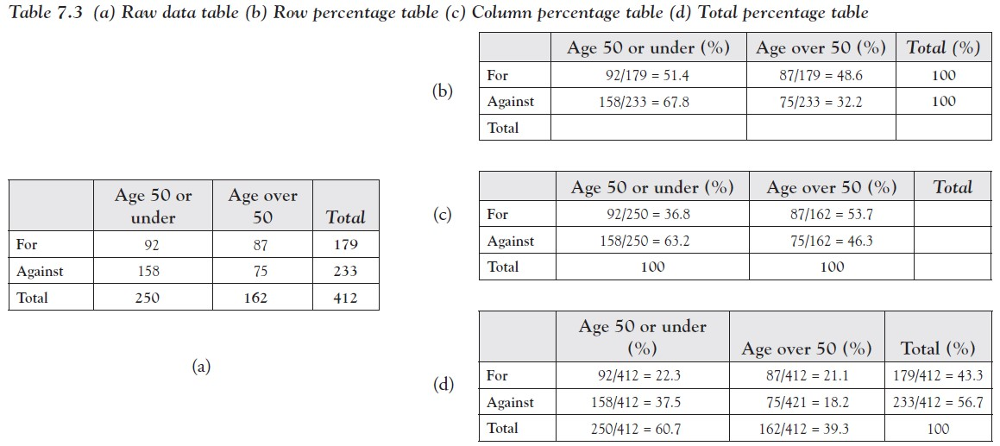 Table 7.3 (a) Raw data table (b) Row percentage table (c) Column percentage table (d) Total percentage table
(a)
Age 50 or under Age over 50 Total
For 92 87 179
Against 158 75 233
Total 250 162 412
(b)
Age 50 or under (%) Age over 50 (%) Total (%)
For 92/179 = 51.4 87/179 = 48.6 100
Against 158/233 = 67.8 75/233 = 32.2 100
Total
(c)
Age 50 or under (%) Age over 50 (%) Total
For 92/250 = 36.8 87/162 = 53.7
Against 158/250 = 63.2 75/162 = 46.3
Total 100 100
(d)
Age 50 or under (%) Age over 50 (%) Total (%)
For 92/412 = 22.3 87/412 = 21.1 179/412 = 43.3
Against 158/412 = 37.5 75/421 = 18.2 233/412 = 56.7
Total 250/412 = 60.7 162/412 = 39.3 100